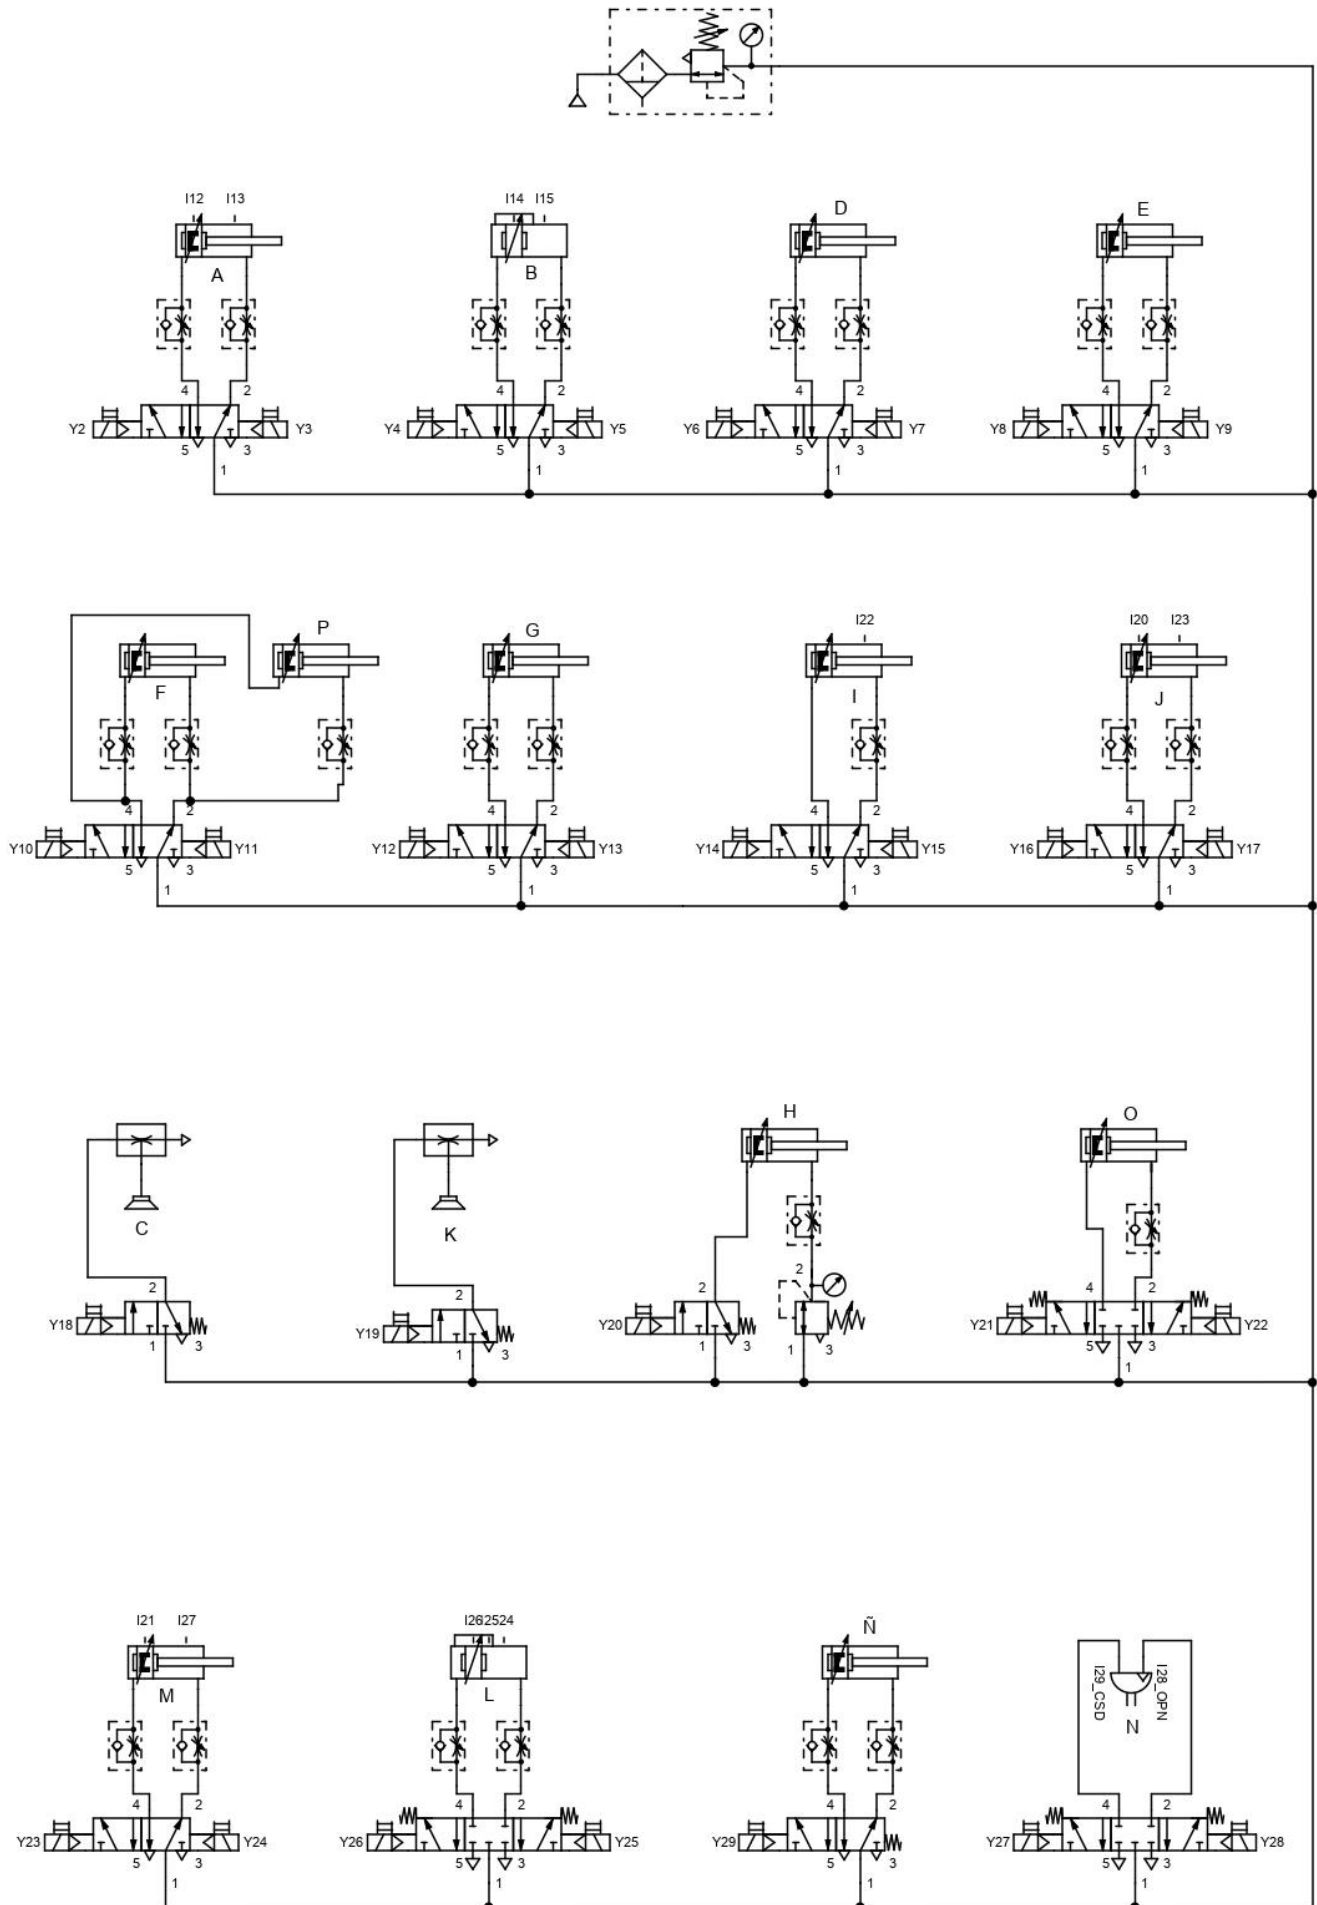 I12 I13
I14 I15
D
E
A
B
4 2
4 2
4 2
4 2
Y2 Y3
Y4 Y5
Y6 Y7
Y8 Y9
5 3
5 3
5 3
5 3
1
1
1
1
P
G
I22
I20 I23
F
I
J
4 2
4 2
4 2
4 2
Y10 Y11
Y12 Y13
Y14 Y15
Y16 Y17
5 3
5 3
5 3
5 3
1
1
1
1
H
O
C
K
2
2
2
2
4 2
Y18
Y19
Y20
Y21 Y22
1 3
1 3
1 3
1 3
5 3
1
I21 I27
I26 I25 24
Ñ
I29_CSD
I28_OPN
M
L
N
4 2
4 2
4 2
4 2
Y23 Y24
Y26 Y25
Y29
Y27 Y28
5 3
5 3
5 3
5 3
1
1
1
1